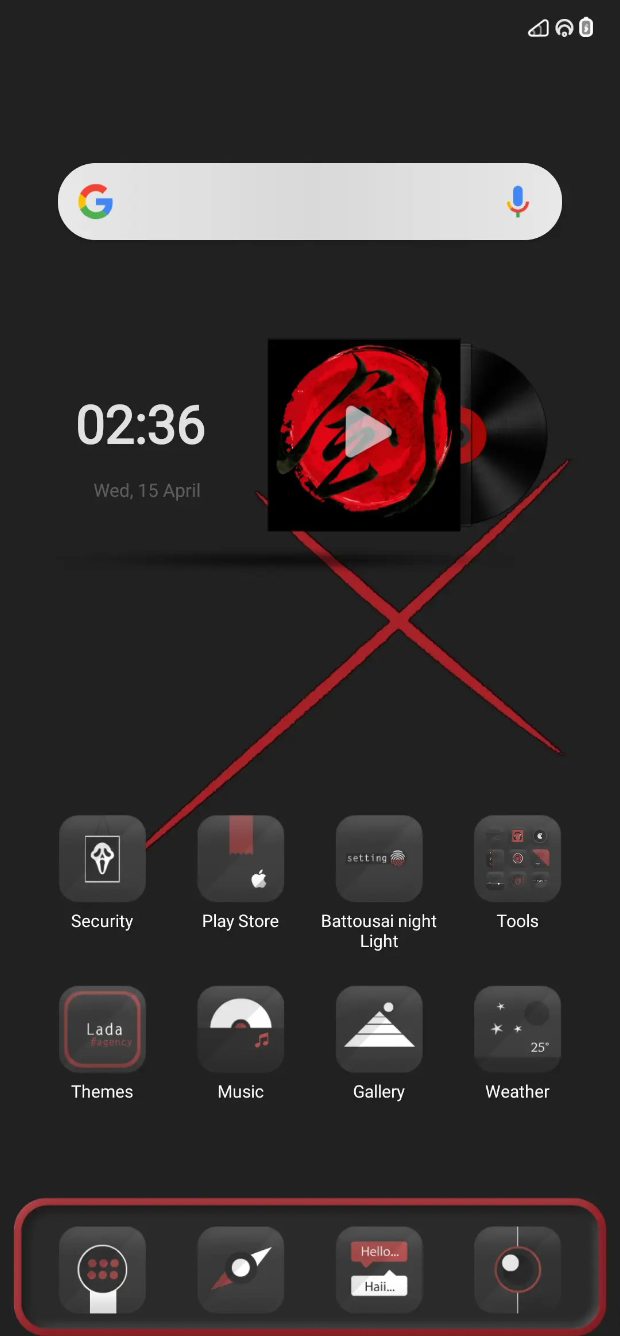 02:36
Wed, 15 April
Security
Play Store
setting
Battousai night
Light
Tools
Lada
Themes
Music
Gallery
25°
Weather
Hello...
Haii...